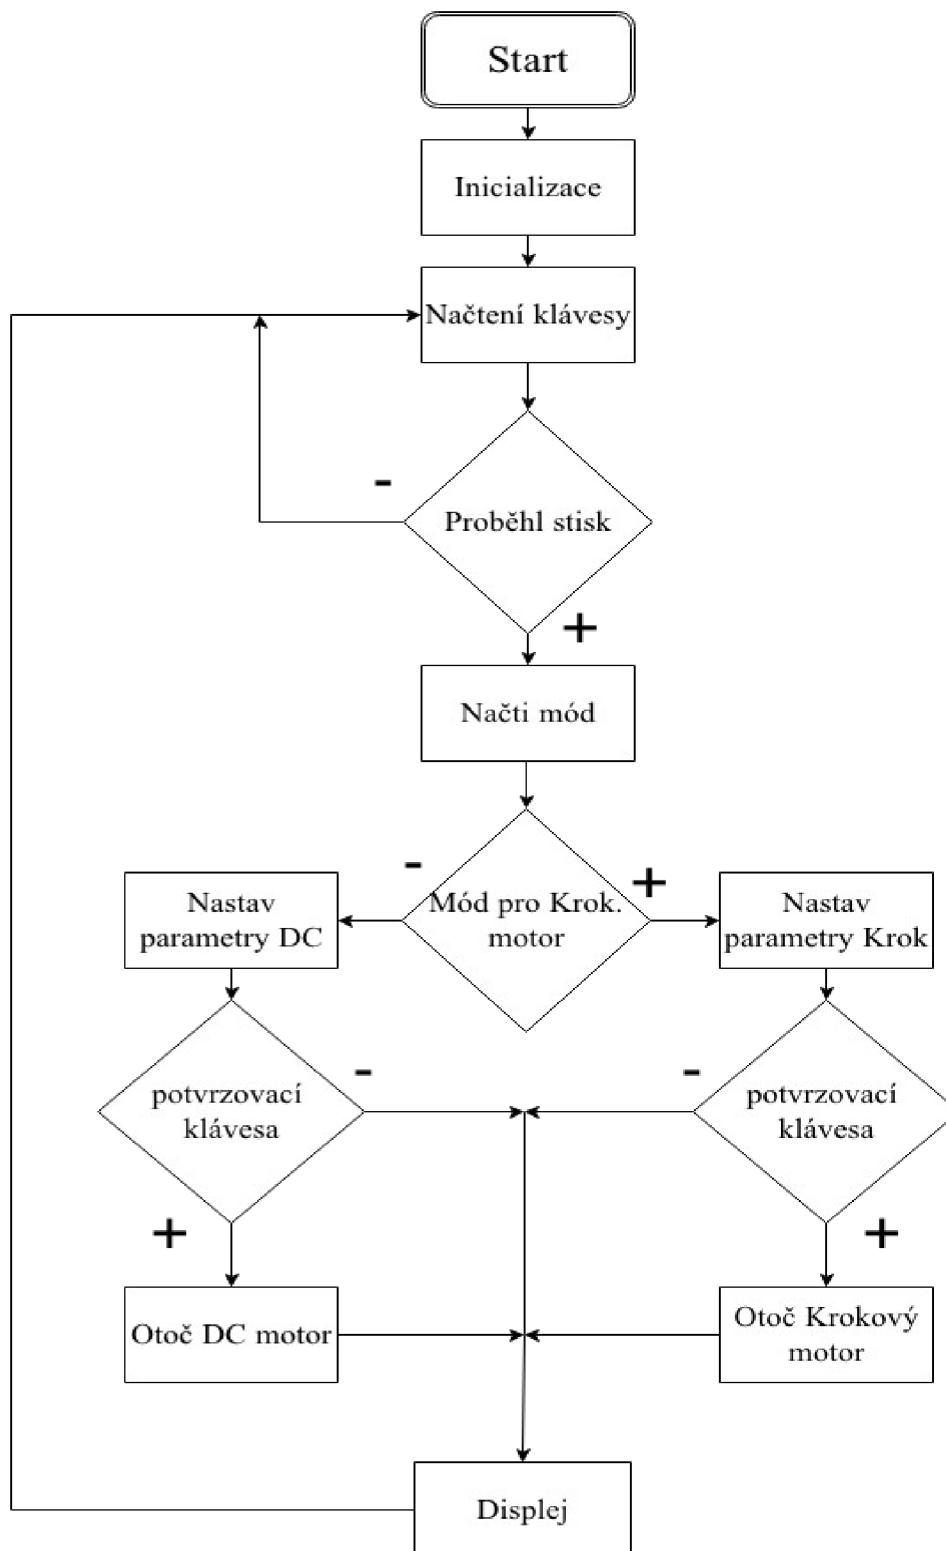 Start
Inicializace
Načtení klávesy
-
Proběhl stisk
+
Načti mód
-
+
Mód pro Krok.
motor
Nastav
parametry DC
Nastav
parametry Krok
-
-
potvrzovací
klávesa
potvrzovací
klávesa
+
+
Otoč DC motor
Otoč Krokový
motor
Displej